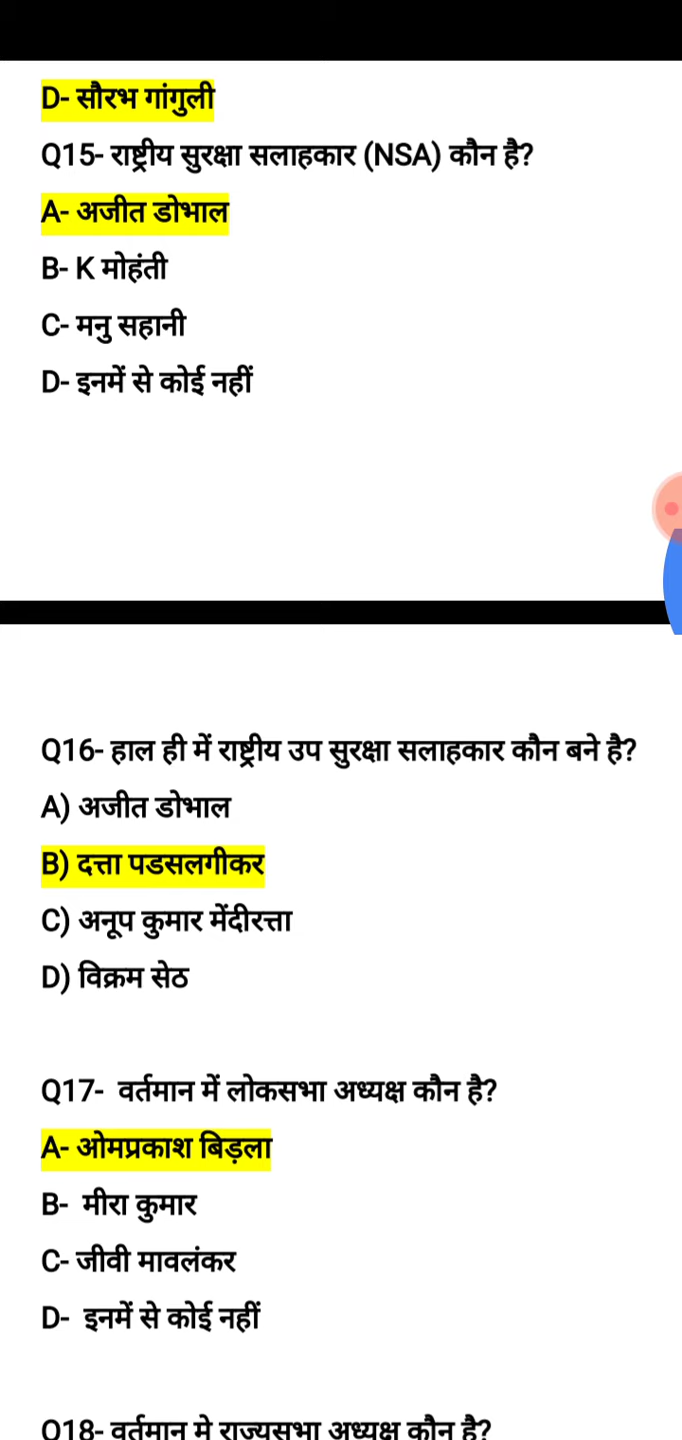 D- सौरभ गांगुली
Q15- राष्ट्रीय सुरक्षा सलाहकार (NSA) कौन है?
A- अजीत डोभाल
B- K मोहंती
C- मनु सहानी
D- इनमें से कोई नहीं
Q16- हाल ही में राष्ट्रीय उप सुरक्षा सलाहकार कौन बने है?
A) अजीत डोभाल
B) दत्ता पडसलगीकर
C) अनूप कुमार मेंदीरत्ता
D) विक्रम सेठ
Q17- वर्तमान में लोकसभा अध्यक्ष कौन है?
A- ओमप्रकाश बिड़ला
B- मीरा कुमार
C- जीवी मावलंकर
D- इनमें से कोई नहीं
Q18- वर्तमान मे राज्यसभा अध्यक्ष कौन है?